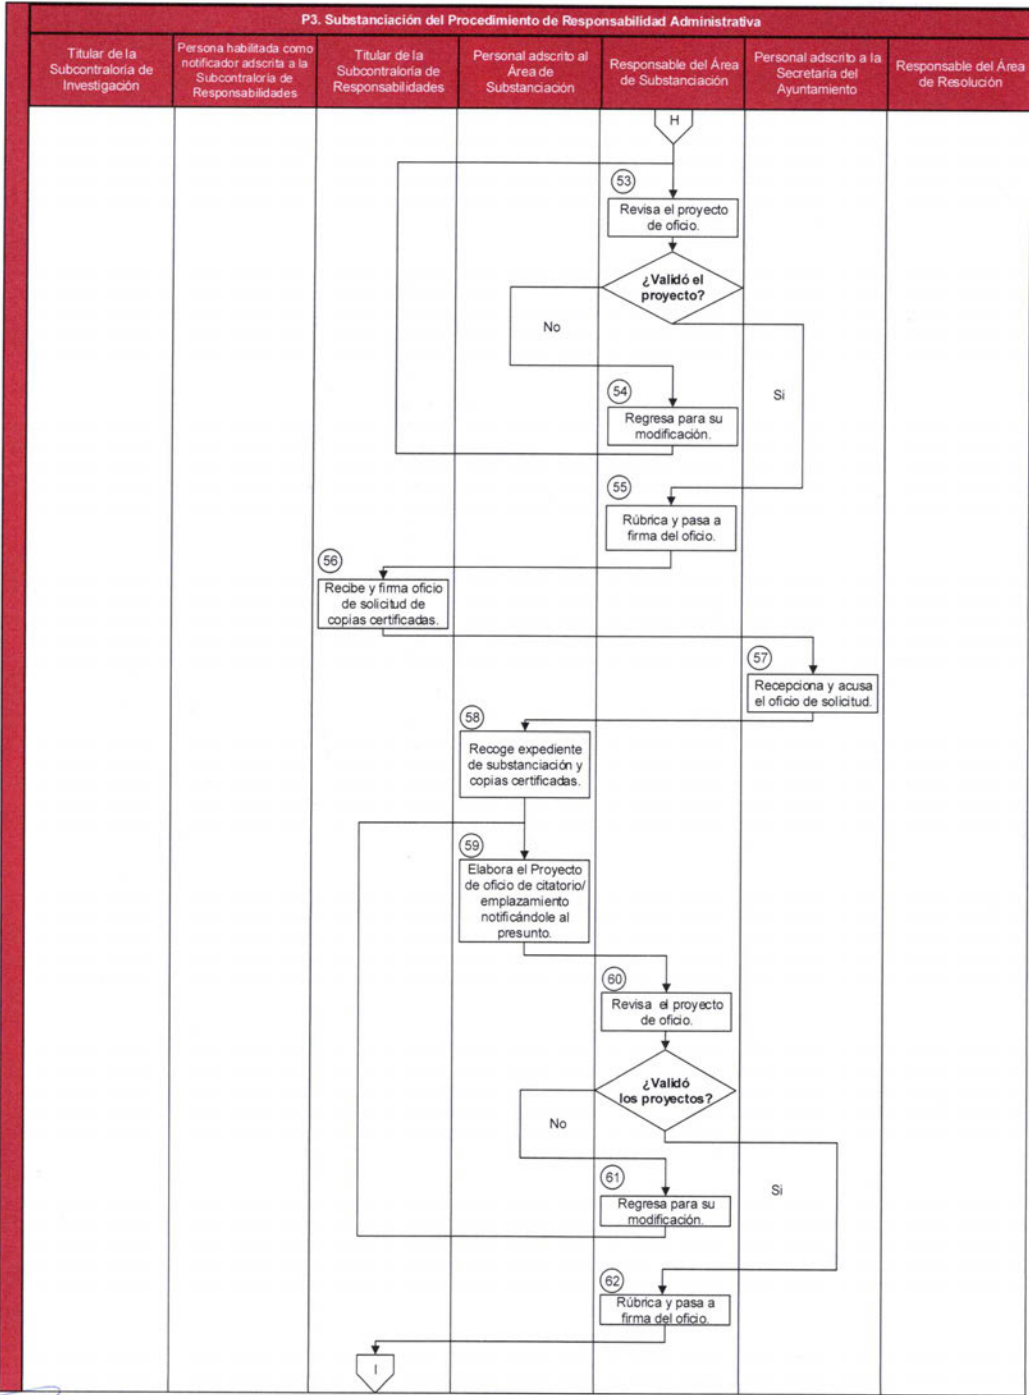 P3. Substanciación del Procedimiento de Responsabilidad Administrativa
Titular de la
Subcontraloría de
Investigación
Persona habilitada como
notificador adscrita a la
Subcontraloría de
Responsabilidades
Titular de la
Subcontraloría de
Responsabilidades
Personal adscrito al
Área de
Substanciación
Responsable del Área
de Substanciación
Personal adscrito a la
Secretaría del
Ayuntamiento
Responsable del Área
de Resolución
H
53
Revisa el proyecto
de oficio.
¿Validó el
proyecto?
No
Si
54
Regresa para su
modificación.
55
Rúbrica y pasa a
firma del oficio.
56
Recibe y firma oficio
de solicitud de
copias certificadas.
57
Recepciona y acusa
el oficio de solicitud.
58
Recoge expediente
de substanciación y
copias certificadas.
59
Elabora el Proyecto
de oficio de citatorio/
emplazamiento
notificándole al
presunto.
60
Revisa el proyecto
de oficio.
¿Validó
los proyectos?
No
Si
61
Regresa para su
modificación.
62
Rúbrica y pasa a
firma del oficio.
I